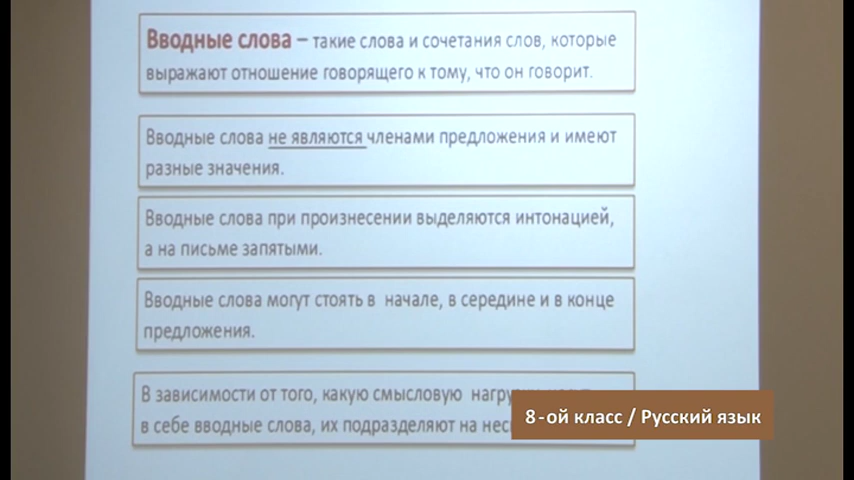 Вводные слова – такие слова и сочетания слов, которые
выражают отношение говорящего к тому, что он говорит.
Вводные слова не являются членами предложения и имеют
разные значения.
Вводные слова при произнесении выделяются интонацией,
а на письме запятыми.
Вводные слова могут стоять в начале, в середине и в конце
предложения.
В зависимости от того, какую смысловую
в себе вводные слова, их подразделяют на
8-ой класс / Русский язык